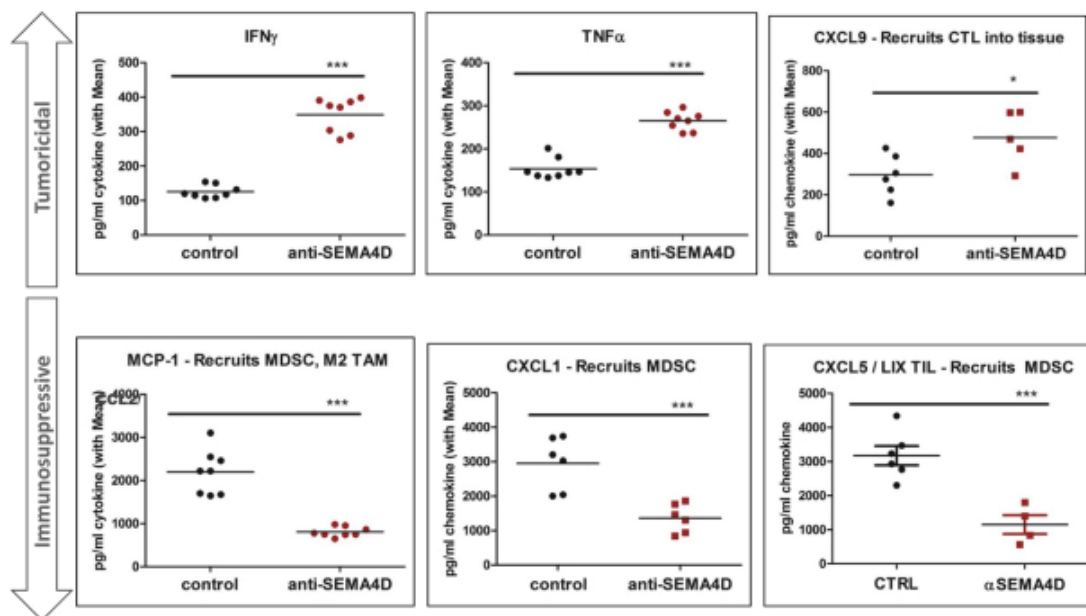 Tumoricidal
IFNγ
pg/ml cytokine (with Mean)
500
400
300
200
100
0
***
control
anti-SEMA4D
TNFα
pg/ml cytokine (with Mean)
400
300
200
100
0
***
control
anti-SEMA4D
CXCL9 - Recruits CTL into tissue
pg/ml chemokine (with Mean)
800
600
400
200
0
*
control
anti-SEMA4D
Immunosuppressive
MCP-1 - Recruits MDSC, M2 TAM
pg/ml cytokine (with Mean)
4000
3000
2000
1000
0
***
control
anti-SEMA4D
CXCL1 - Recruits MDSC
pg/ml chemokine (with Mean)
5000
4000
3000
2000
1000
0
***
control
anti-SEMA4D
CXCL5 / LIX TIL - Recruits MDSC
pg/ml chemokine
5000
4000
3000
2000
1000
0
***
CTRL
αSEMA4D